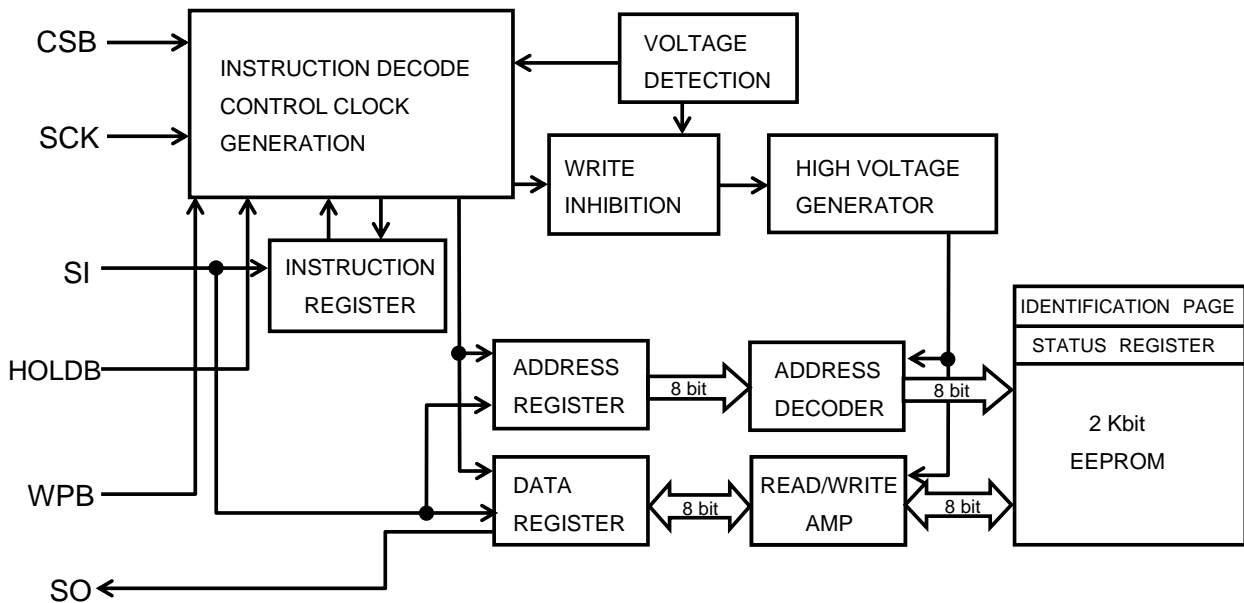 CSB
SCK
SI
HOLDB
WPB
SO
INSTRUCTION DECODE
CONTROL CLOCK
GENERATION
VOLTAGE
DETECTION
WRITE
INHIBITION
HIGH VOLTAGE
GENERATOR
INSTRUCTION
REGISTER
ADDRESS
REGISTER
8 bit
ADDRESS
DECODER
8 bit
DATA
REGISTER
8 bit
READ/WRITE
AMP
8 bit
IDENTIFICATION PAGE
STATUS REGISTER
2 Kbit
EEPROM